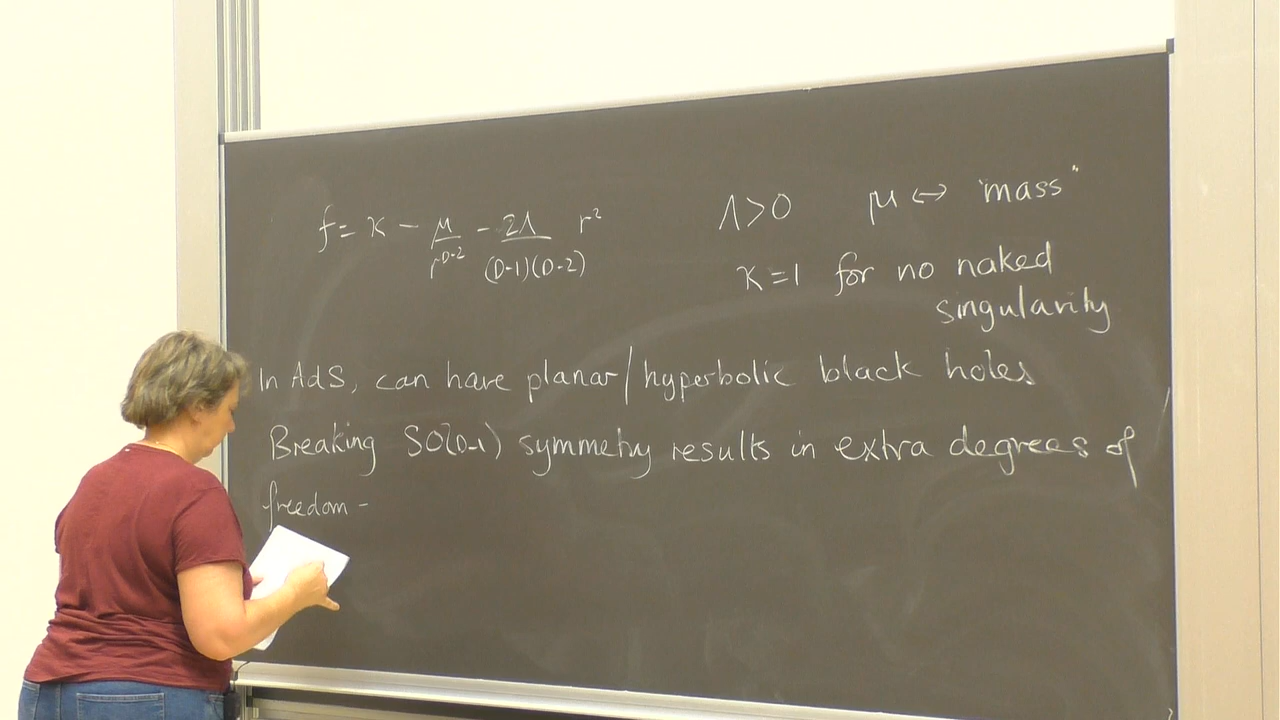 f = κ - μ/r^{D-2} - 2Λ/(D-1)(D-2) r²
Λ>0 μ ↔ "mass"
κ=1 for no naked
singularity
In AdS, can have planar/hyperbolic black holes
Breaking SO(D-1) symmetry results in extra degrees of
freedom -